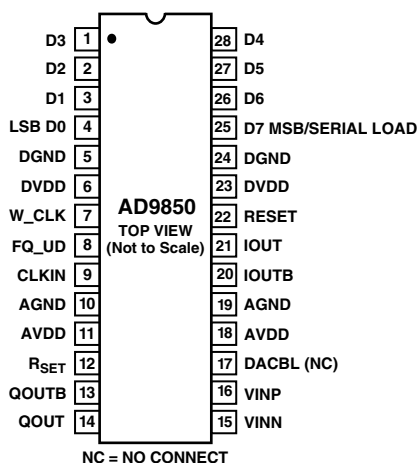 D3 1 28 D4
D2 2 27 D5
D1 3 26 D6
LSB D0 4 25 D7 MSB/SERIAL LOAD
DGND 5 24 DGND
DVDD 6 23 DVDD
W_CLK 7 AD9850 22 RESET
FQ_UD 8 TOP VIEW 21 IOUT
(Not to Scale)
CLKIN 9 20 IOUTB
AGND 10 19 AGND
AVDD 11 18 AVDD
RSET 12 17 DACBL (NC)
QOUTB 13 16 VINP
QOUT 14 15 VINN
NC = NO CONNECT